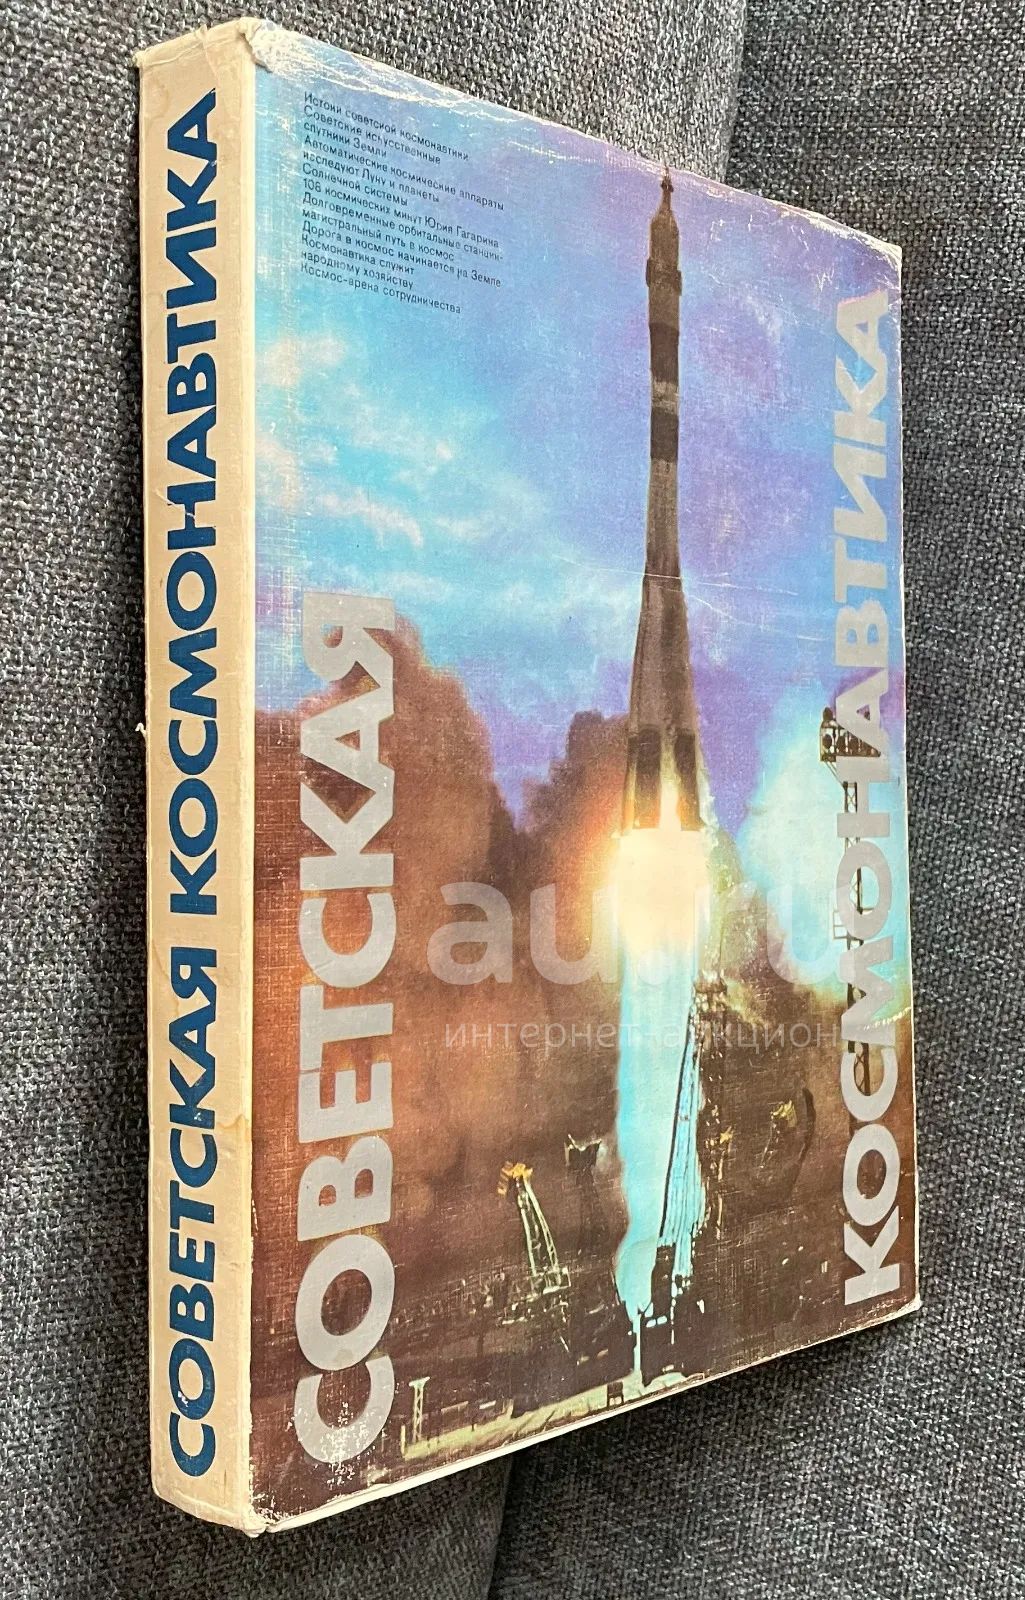 СОВЕТСКАЯ КОСМОНАВТИКА
Истоки советской космонавтики
Советские искусственные
спутники Земли
Автоматические космические аппараты
исследуют Луну и планеты
Солнечной системы
108 космических минут Юрия Гагарина
Долговременные орбитальные станции-
магистральный путь в космос
Дорога в космос начинается на Земле
Космонавтика служит
народному хозяйству
Космос-арена сотрудничества
СОВЕТСКАЯ
КОСМОНАВТИКА
au.ru
интернет-аукцион